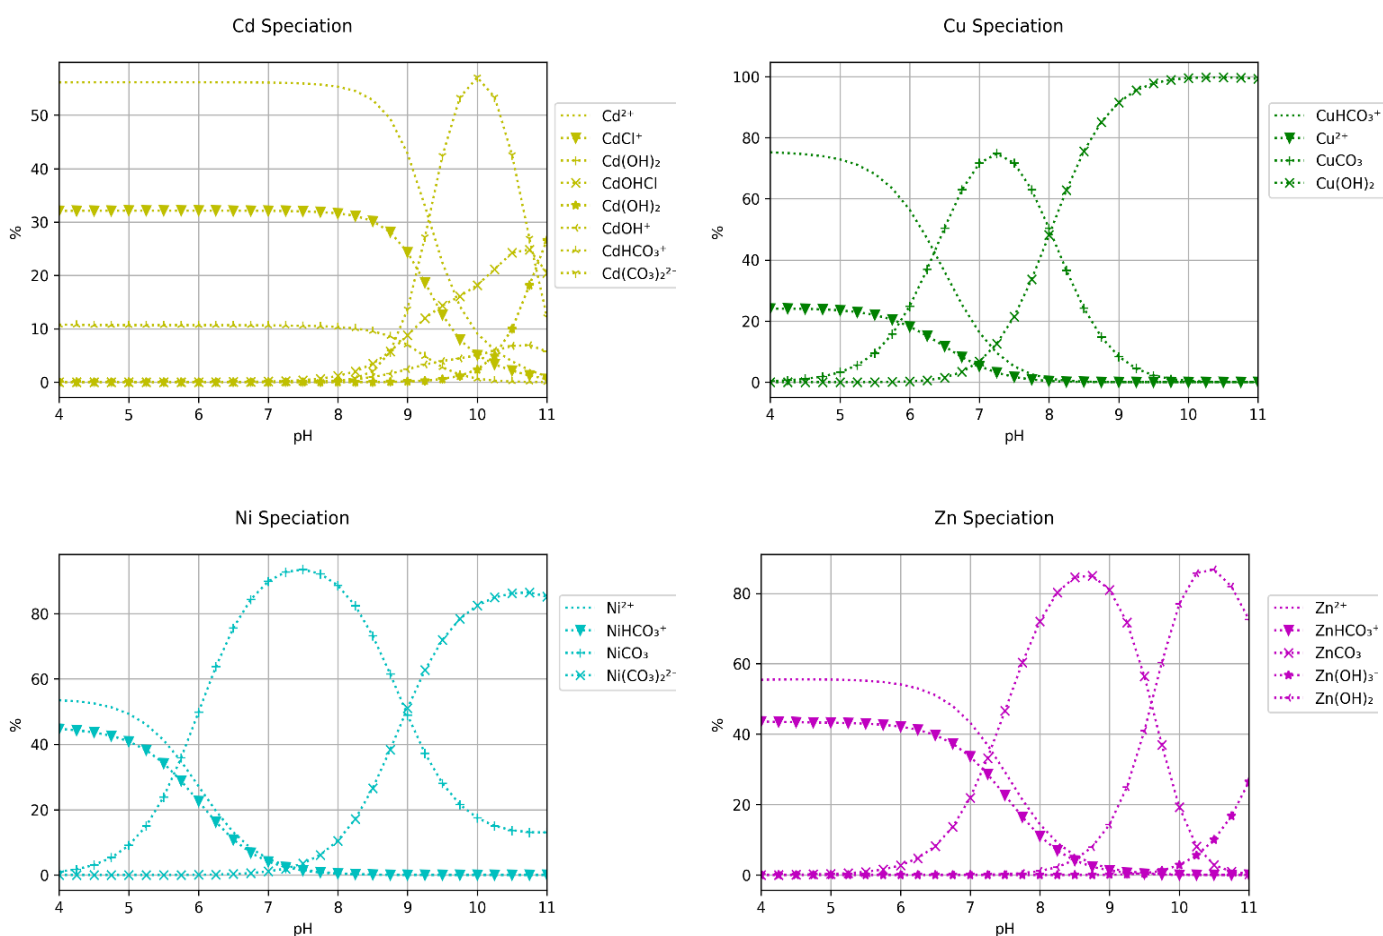 Cd Speciation
%
50
40
30
20
10
0
4 5 6 7 8 9 10 11
pH
Cd²⁺
CdCl⁺
Cd(OH)₂
CdOHCl
Cd(OH)₂
CdOH⁺
CdHCO₃⁺
Cd(CO₃)₂²⁻
Cu Speciation
%
100
80
60
40
20
0
4 5 6 7 8 9 10 11
pH
CuHCO₃⁺
Cu²⁺
CuCO₃
Cu(OH)₂
Ni Speciation
%
80
60
40
20
0
4 5 6 7 8 9 10 11
pH
Ni²⁺
NiHCO₃⁺
NiCO₃
Ni(CO₃)₂²⁻
Zn Speciation
%
80
60
40
20
0
4 5 6 7 8 9 10 11
pH
Zn²⁺
ZnHCO₃⁺
ZnCO₃
Zn(OH)₃⁻
Zn(OH)₂